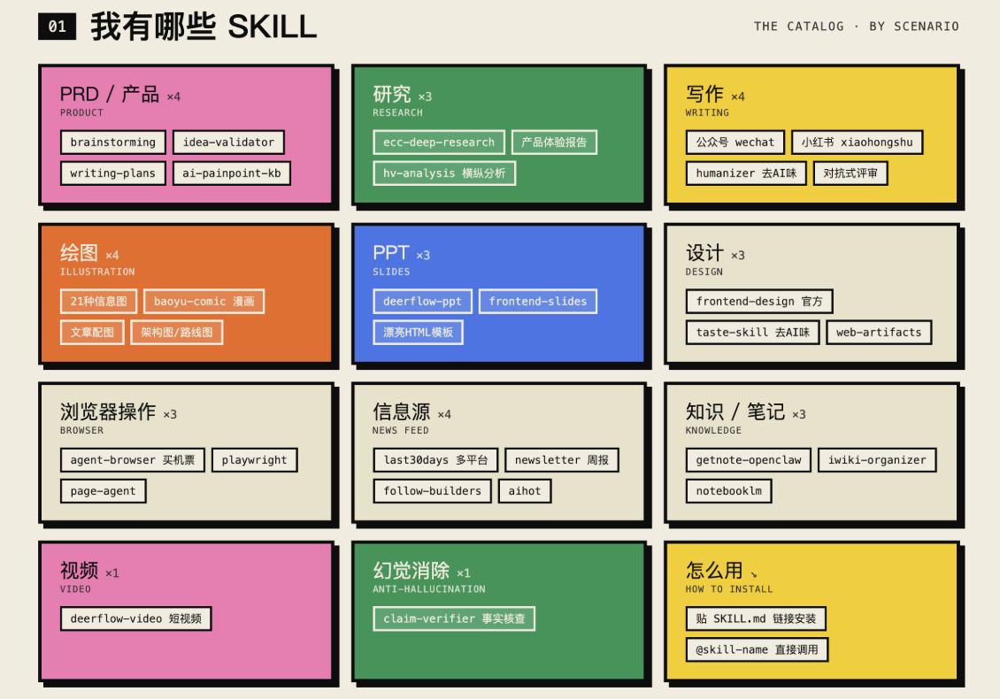 01 我有哪些 SKILL
THE CATALOG · BY SCENARIO
PRD / 产品 ×4
PRODUCT
brainstorming
idea-validator
writing-plans
ai-painpoint-kb
研究 ×3
RESEARCH
ecc-deep-research
产品体验报告
hv-analysis 横纵分析
写作 ×4
WRITING
公众号 wechat
小红书 xiaohongshu
humanizer 去AI味
对抗式评审
绘图 ×4
ILLUSTRATION
21种信息图
baoyu-comic 漫画
文章配图
架构图/路线图
PPT ×3
SLIDES
deerflow-ppt
frontend-slides
漂亮HTML模板
设计 ×3
DESIGN
frontend-design 官方
taste-skill 去AI味
web-artifacts
浏览器操作 ×3
BROWSER
agent-browser 买机票
playwright
page-agent
信息源 ×4
NEWS FEED
last30days 多平台
newsletter 周报
follow-builders
aihot
知识 / 笔记 ×3
KNOWLEDGE
getnote-openclaw
iwiki-organizer
notebooklm
视频 ×1
VIDEO
deerflow-video 短视频
幻觉消除 ×1
ANTI-HALLUCINATION
claim-verifier 事实核查
怎么用 ↘
HOW TO INSTALL
贴 SKILL.md 链接安装
@skill-name 直接调用